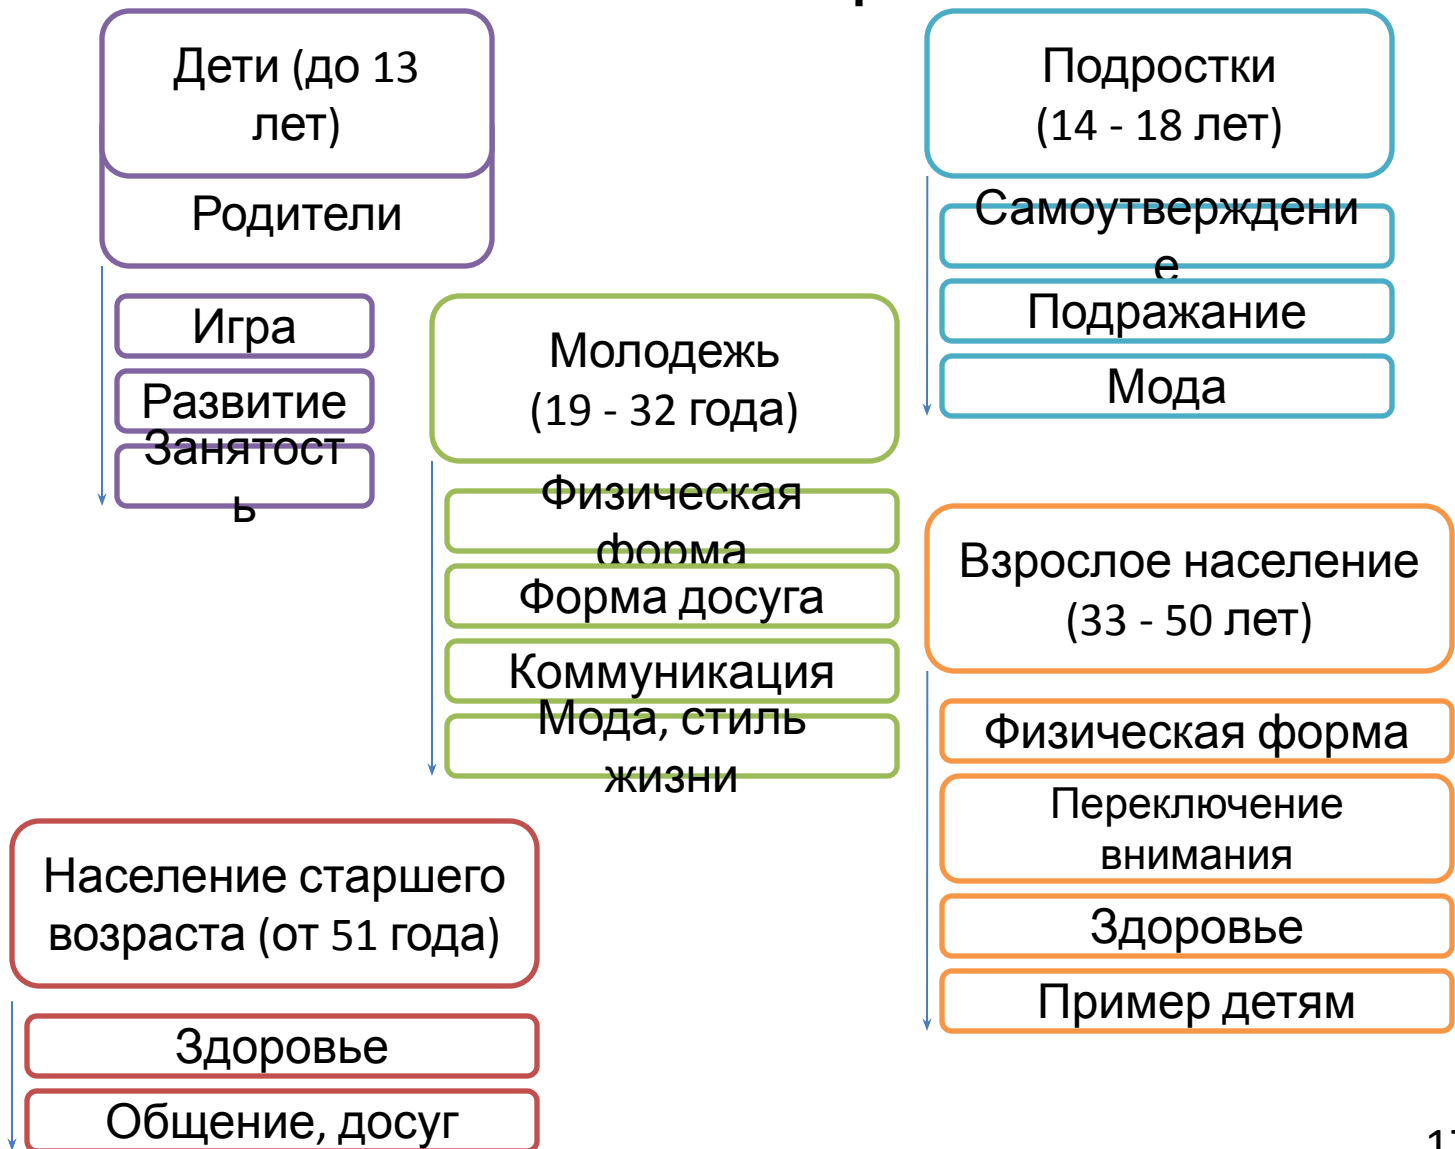 Дети (до 13
лет)
Родители
Игра
Развитие
Занятост
ь
Подростки
(14 - 18 лет)
Самоутверждени
е
Подражание
Мода
Молодежь
(19 - 32 года)
Физическая
форма
Форма досуга
Коммуникация
Мода, стиль
жизни
Взрослое население
(33 - 50 лет)
Физическая форма
Переключение
внимания
Здоровье
Пример детям
Население старшего
возраста (от 51 года)
Здоровье
Общение, досуг